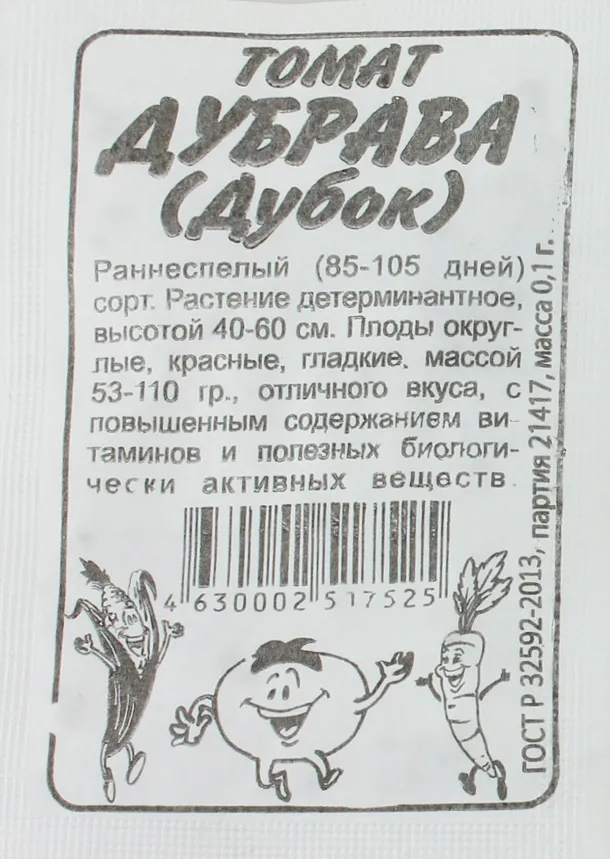 ТОМАТ
ДУБРАВА
(Дубок)
Раннеспелый (85-105 дней)
сорт. Растение детерминантное,
высотой 40-60 см. Плоды округ-
лые, красные, гладкие. массой
53-110 гр., отличного вкуса, с
повышенным содержанием ви-
таминов и полезных биологи-
чески активных веществ.
4 630002 517525
ГОСТ Р 32592-2013, партия 21417, масса 0,1 г.